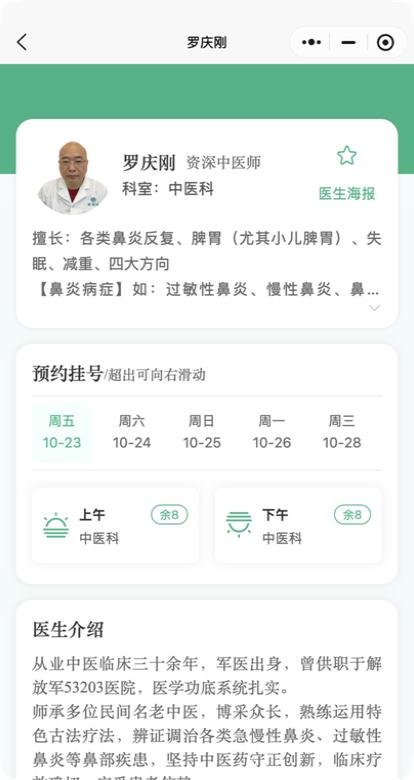 罗庆刚
罗庆刚 资深中医师
科室：中医科
医生海报
擅长：各类鼻炎反复、脾胃（尤其小儿脾胃）、失
眠、减重、四大方向
【鼻炎病症】如：过敏性鼻炎、慢性鼻炎、鼻...
预约挂号/超出可向右滑动
周五 周六 周日 周一 周三
10-23 10-24 10-25 10-26 10-28
上午 余8 下午 余8
中医科 中医科
医生介绍
从业中医临床三十余年，军医出身，曾供职于解
放军53203医院，医学功底系统扎实。
师承多位民间名老中医，博采众长，熟练运用特
色古法疗法，辨证调治各类急慢性鼻炎、过敏性
鼻炎等鼻部疾患，坚持中医药守正创新，临床疗